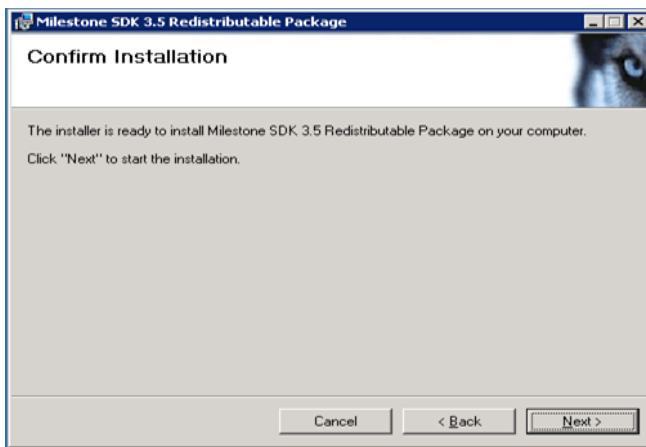 Milestone SDK 3.5 Redistributable Package
Confirm Installation
The installer is ready to install Milestone SDK 3.5 Redistributable Package on your computer.
Click "Next" to start the installation.
Cancel
< Back
Next >